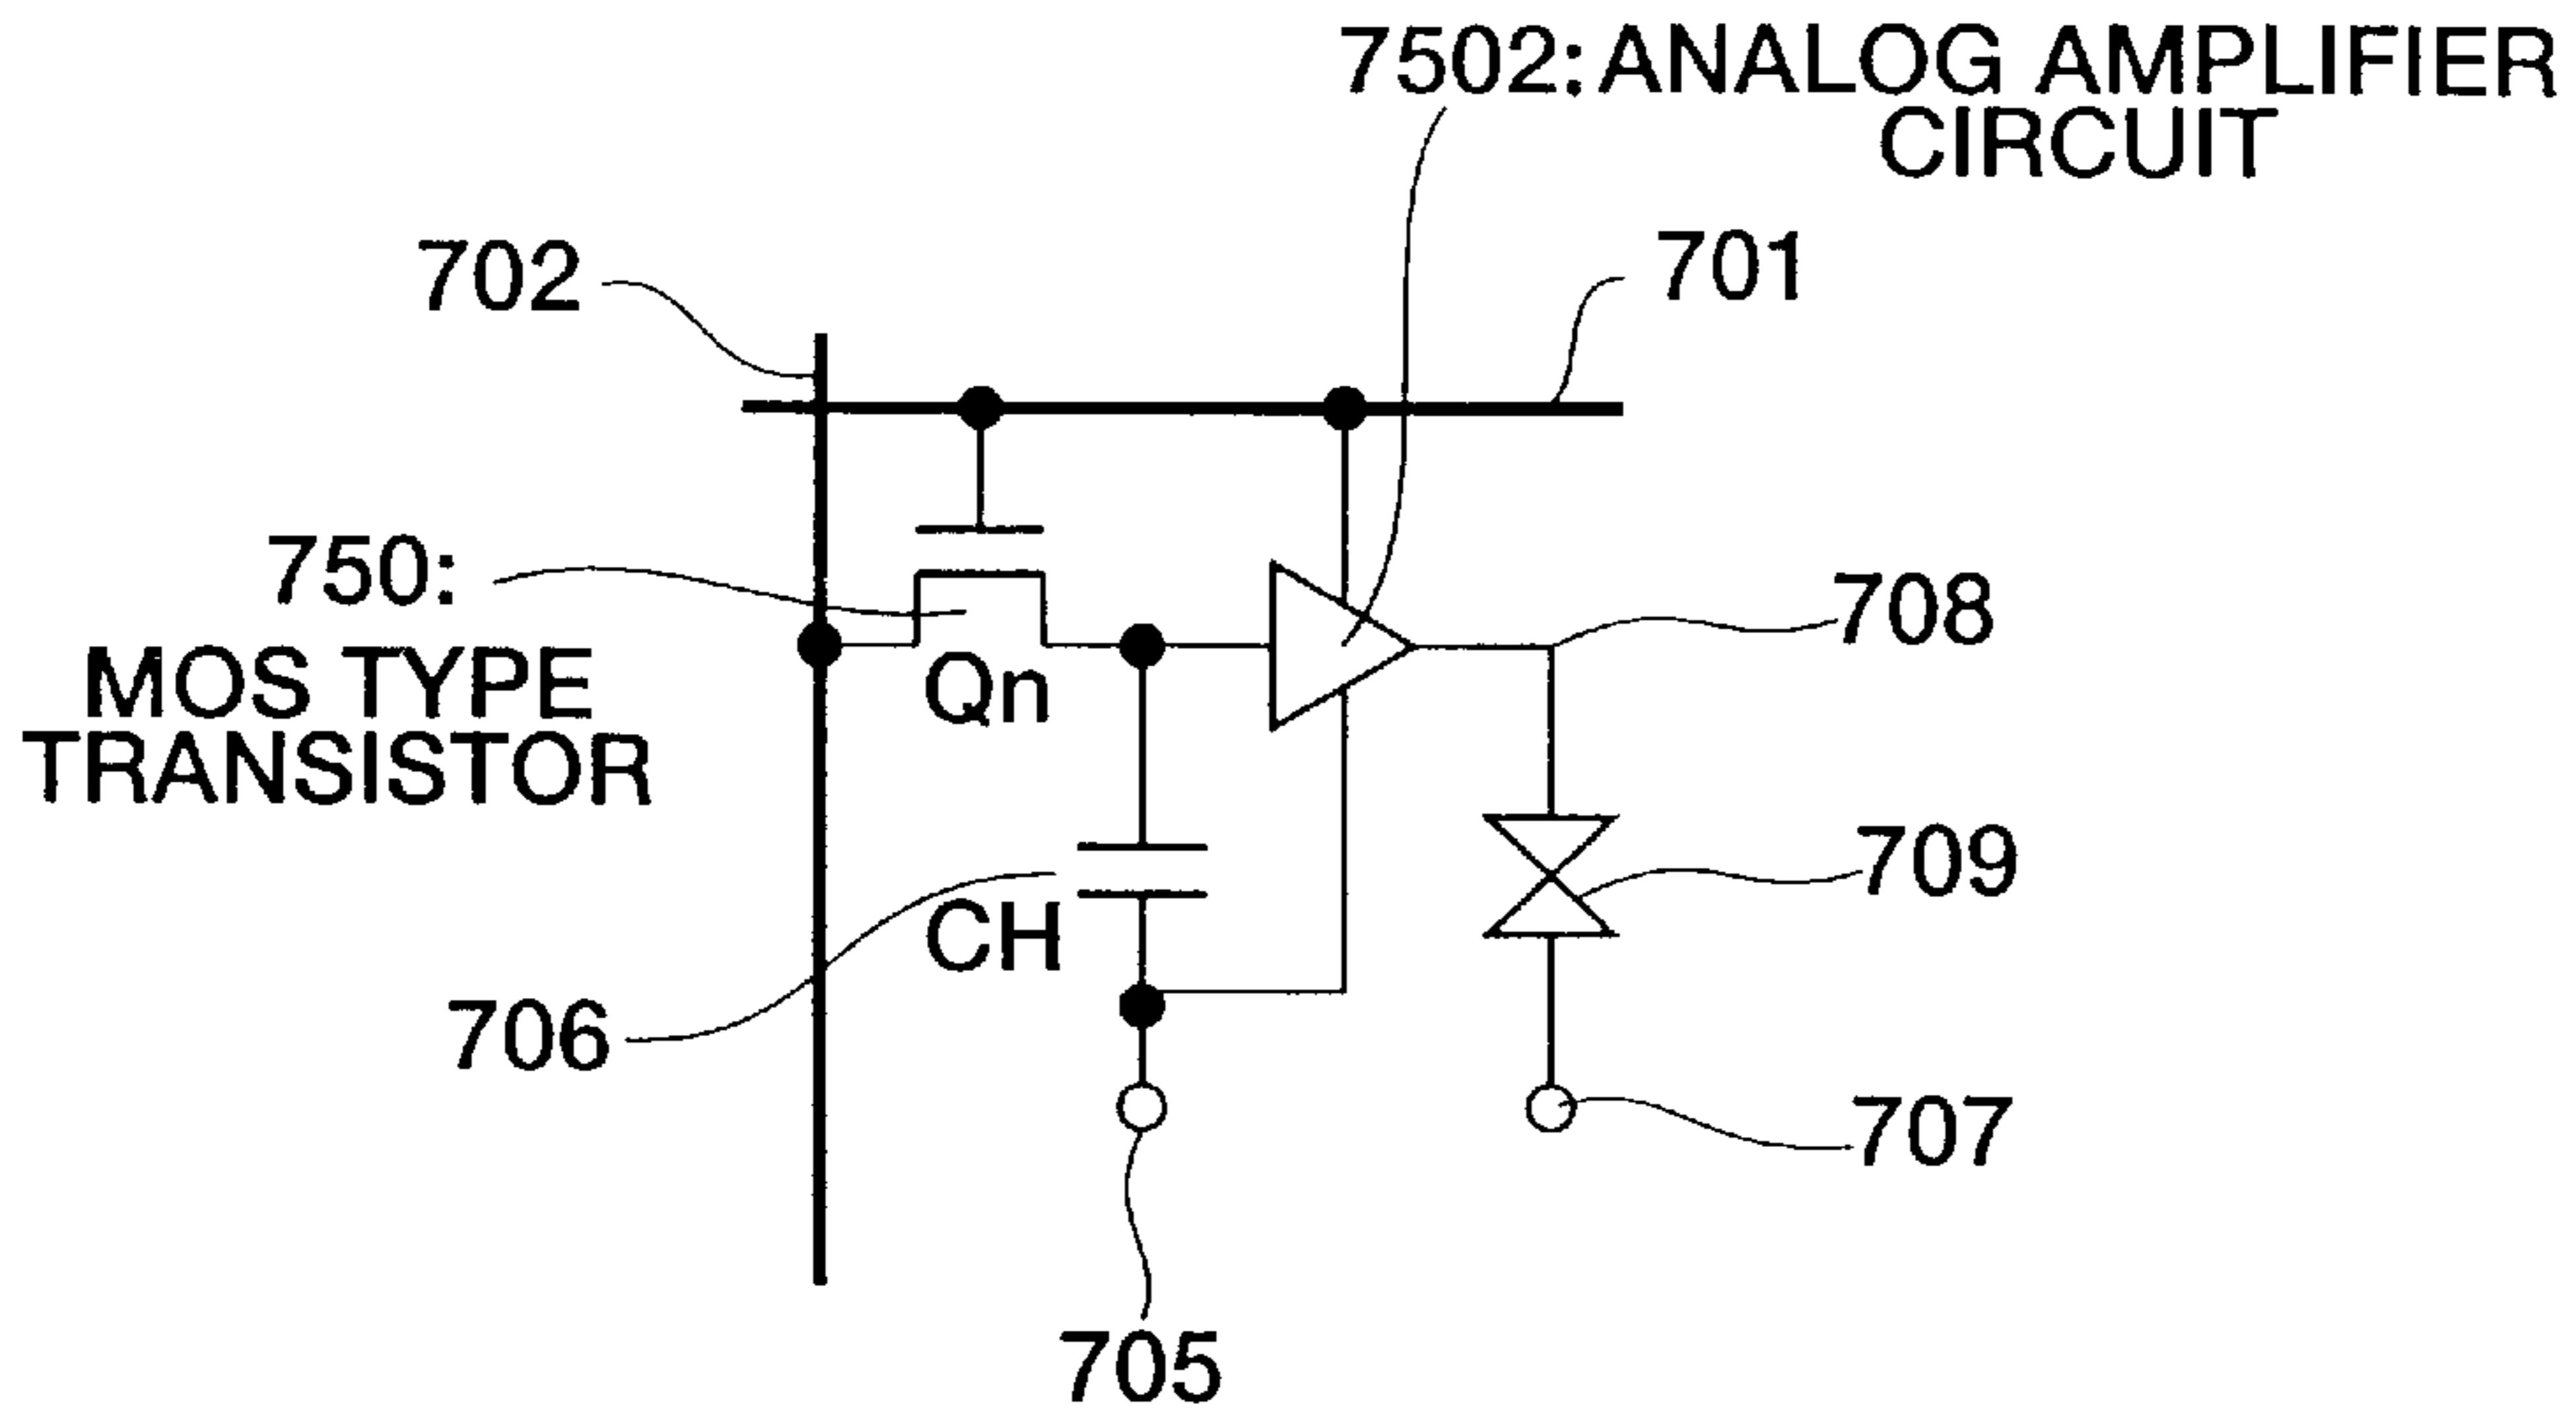 7502: ANALOG AMPLIFIER
CIRCUIT
702
701
750:
MOS TYPE
TRANSISTOR
Qn
708
709
CH
706
707
705